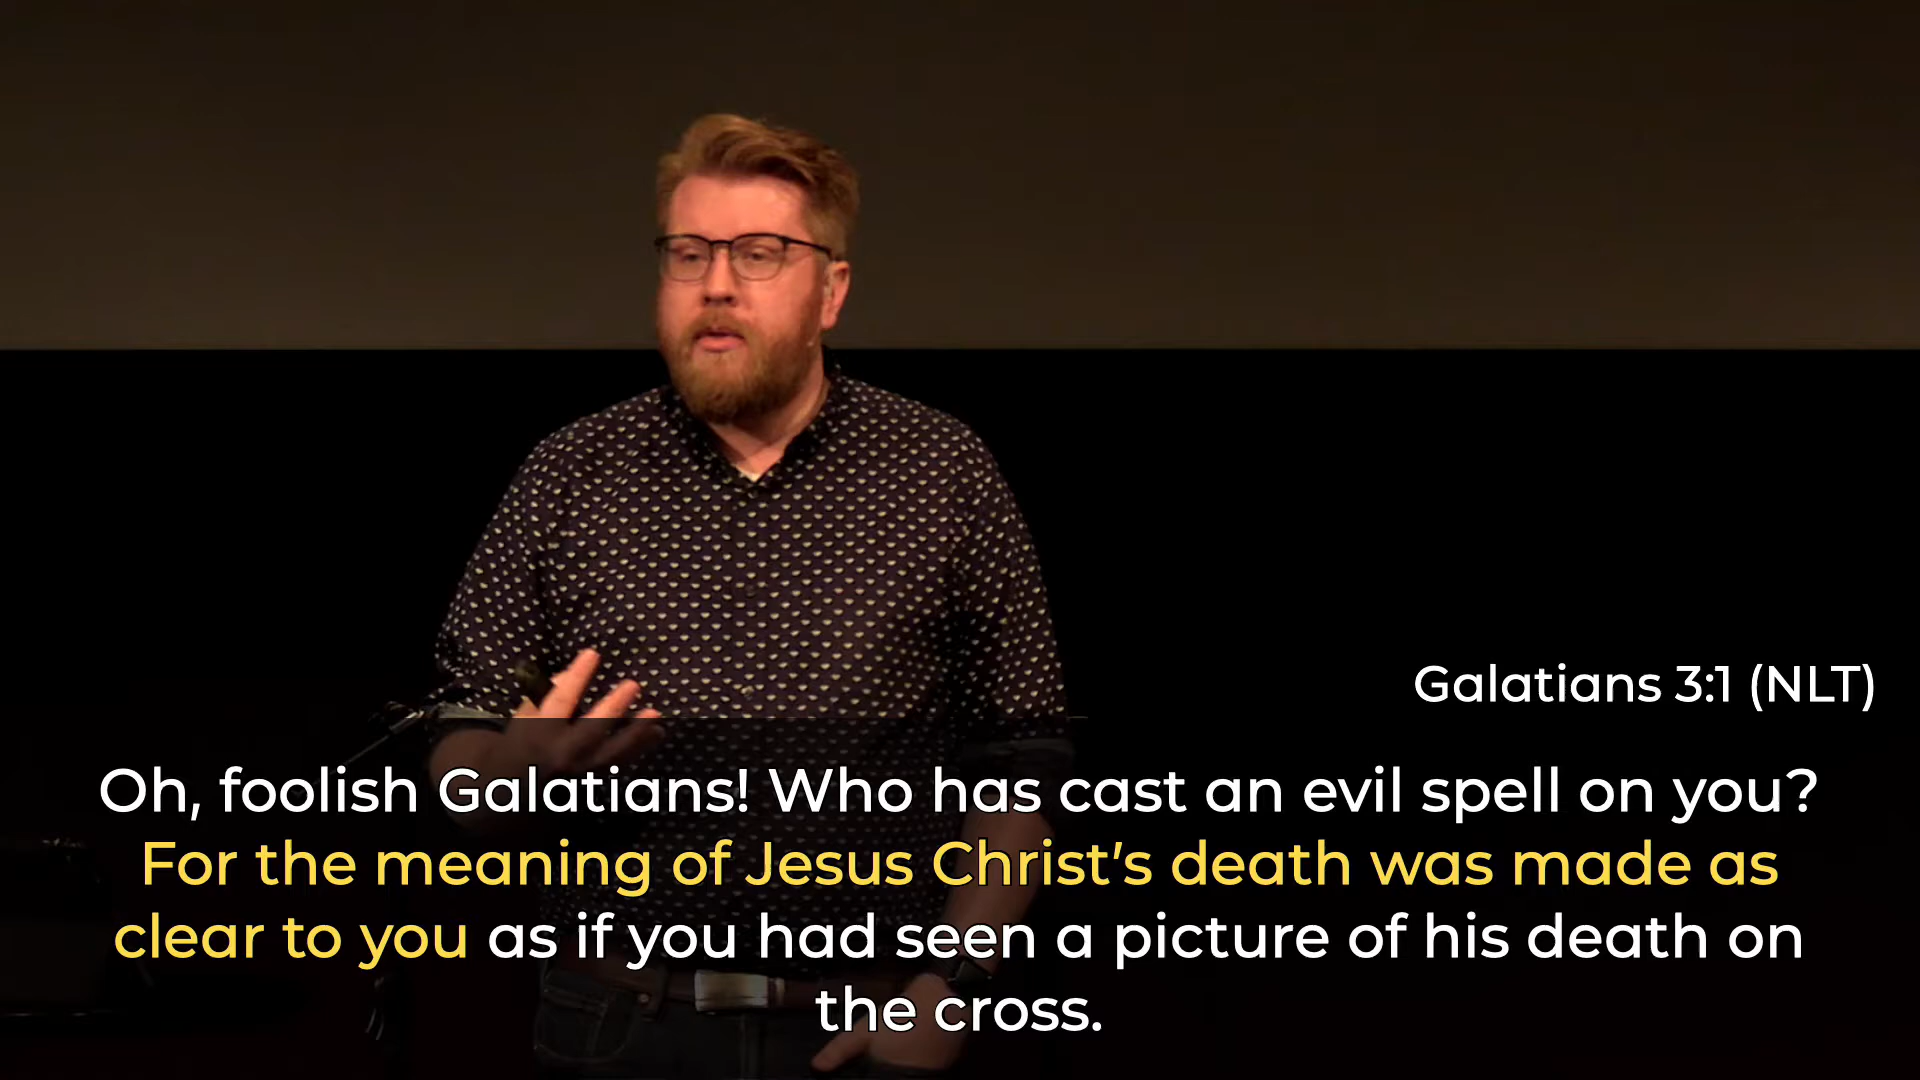 Galatians 3:1 (NLT)
Oh, foolish Galatians! Who has cast an evil spell on you?
For the meaning of Jesus Christ’s death was made as
clear to you as if you had seen a picture of his death on
the cross.